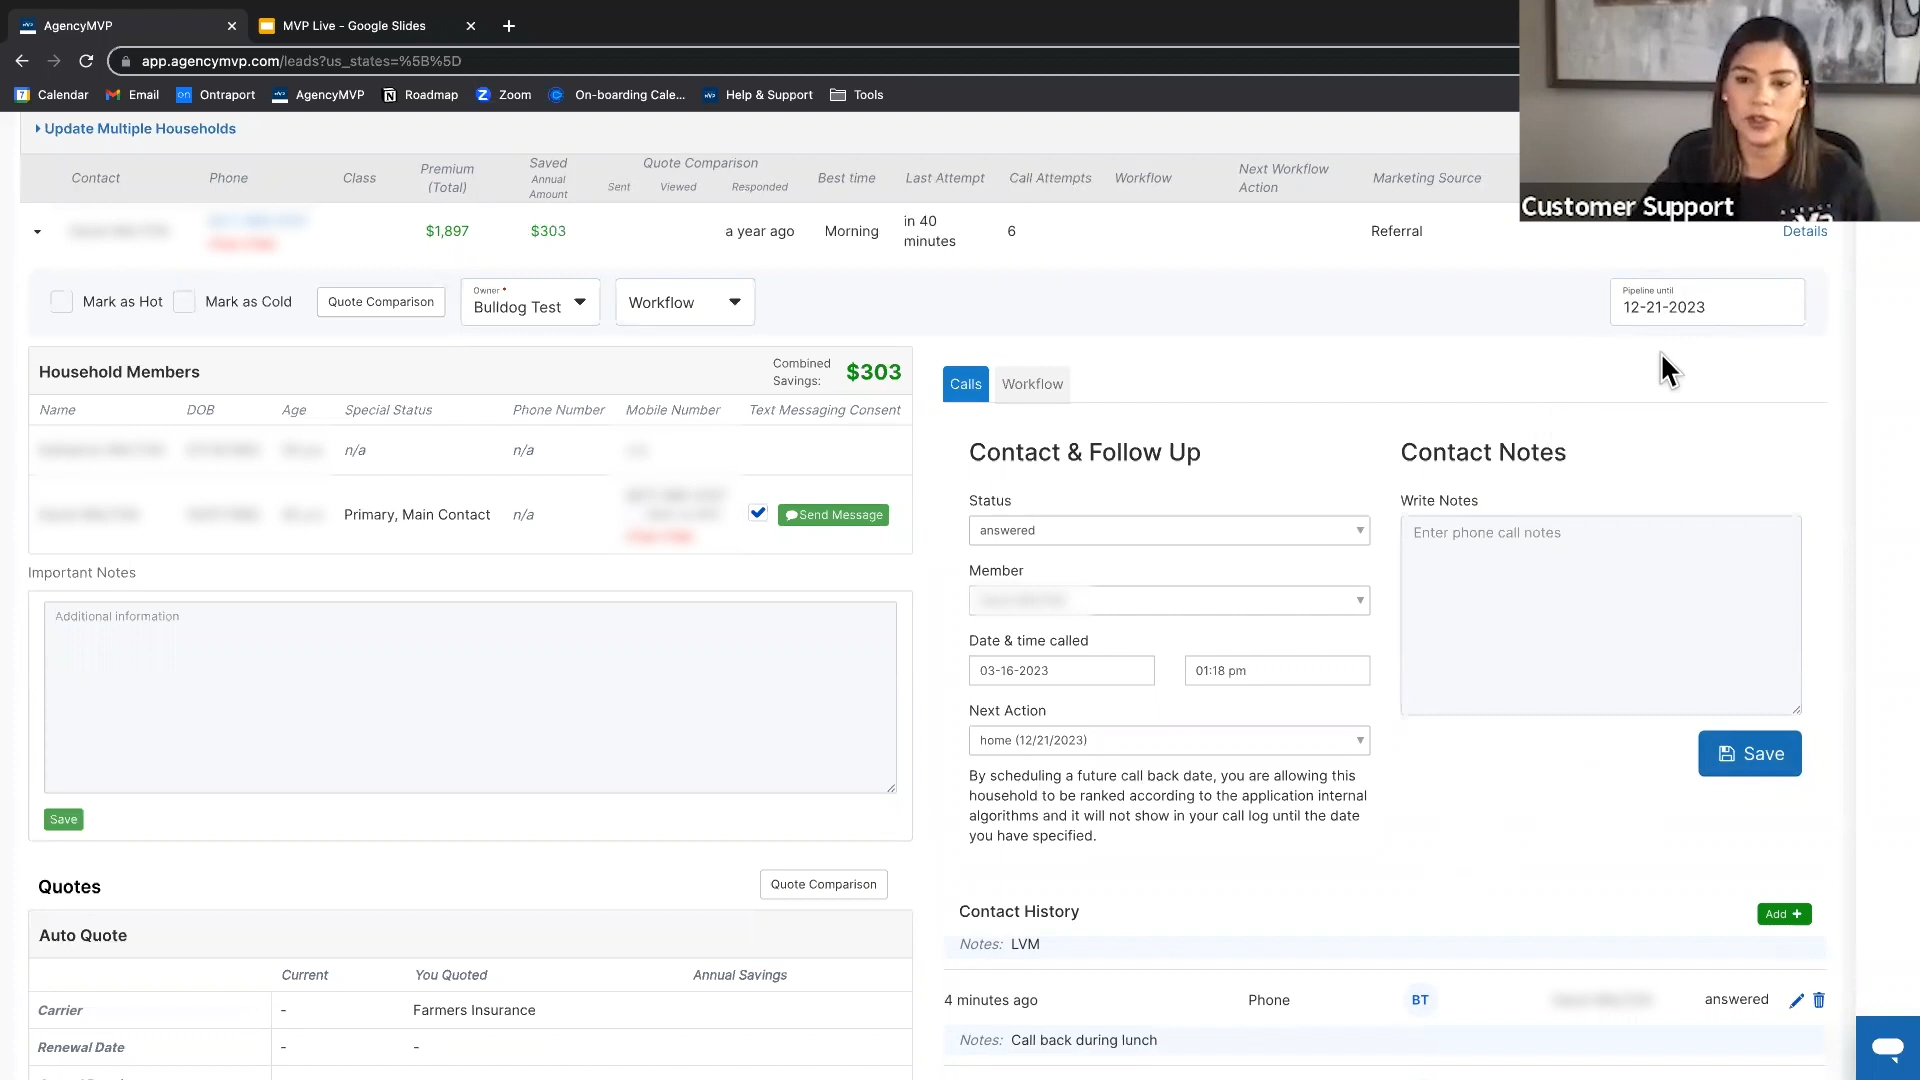 AgencyMVP
MVP Live - Google Slides
app.agencymvp.com/leads?us_states=%5B%5D
Calendar Email Ontraport AgencyMVP Roadmap Zoom On-boarding Cale... Help & Support Tools
Update Multiple Households
Contact Phone Class Premium (Total) Saved Annual Amount Quote Comparison Sent Viewed Responded Best time Last Attempt Call Attempts Workflow Next Workflow Action Marketing Source
$1,897 $303 a year ago Morning in 40 minutes 6 Referral Details
Customer Support
Mark as Hot Mark as Cold Quote Comparison Owner * Bulldog Test Workflow
Pipeline until
12-21-2023
Household Members Combined Savings: $303
Name DOB Age Special Status Phone Number Mobile Number Text Messaging Consent
n/a n/a
Primary, Main Contact n/a Send Message
Important Notes
Additional information
Save
Quotes Quote Comparison
Auto Quote
Current You Quoted Annual Savings
Carrier - Farmers Insurance
Renewal Date - -
Calls Workflow
Contact & Follow Up
Status
answered
Member
Date & time called
03-16-2023 01:18 pm
Next Action
home (12/21/2023)
By scheduling a future call back date, you are allowing this
household to be ranked according to the application internal
algorithms and it will not show in your call log until the date
you have specified.
Contact Notes
Write Notes
Enter phone call notes
Save
Contact History Add +
Notes: LVM
4 minutes ago Phone BT answered
Notes: Call back during lunch